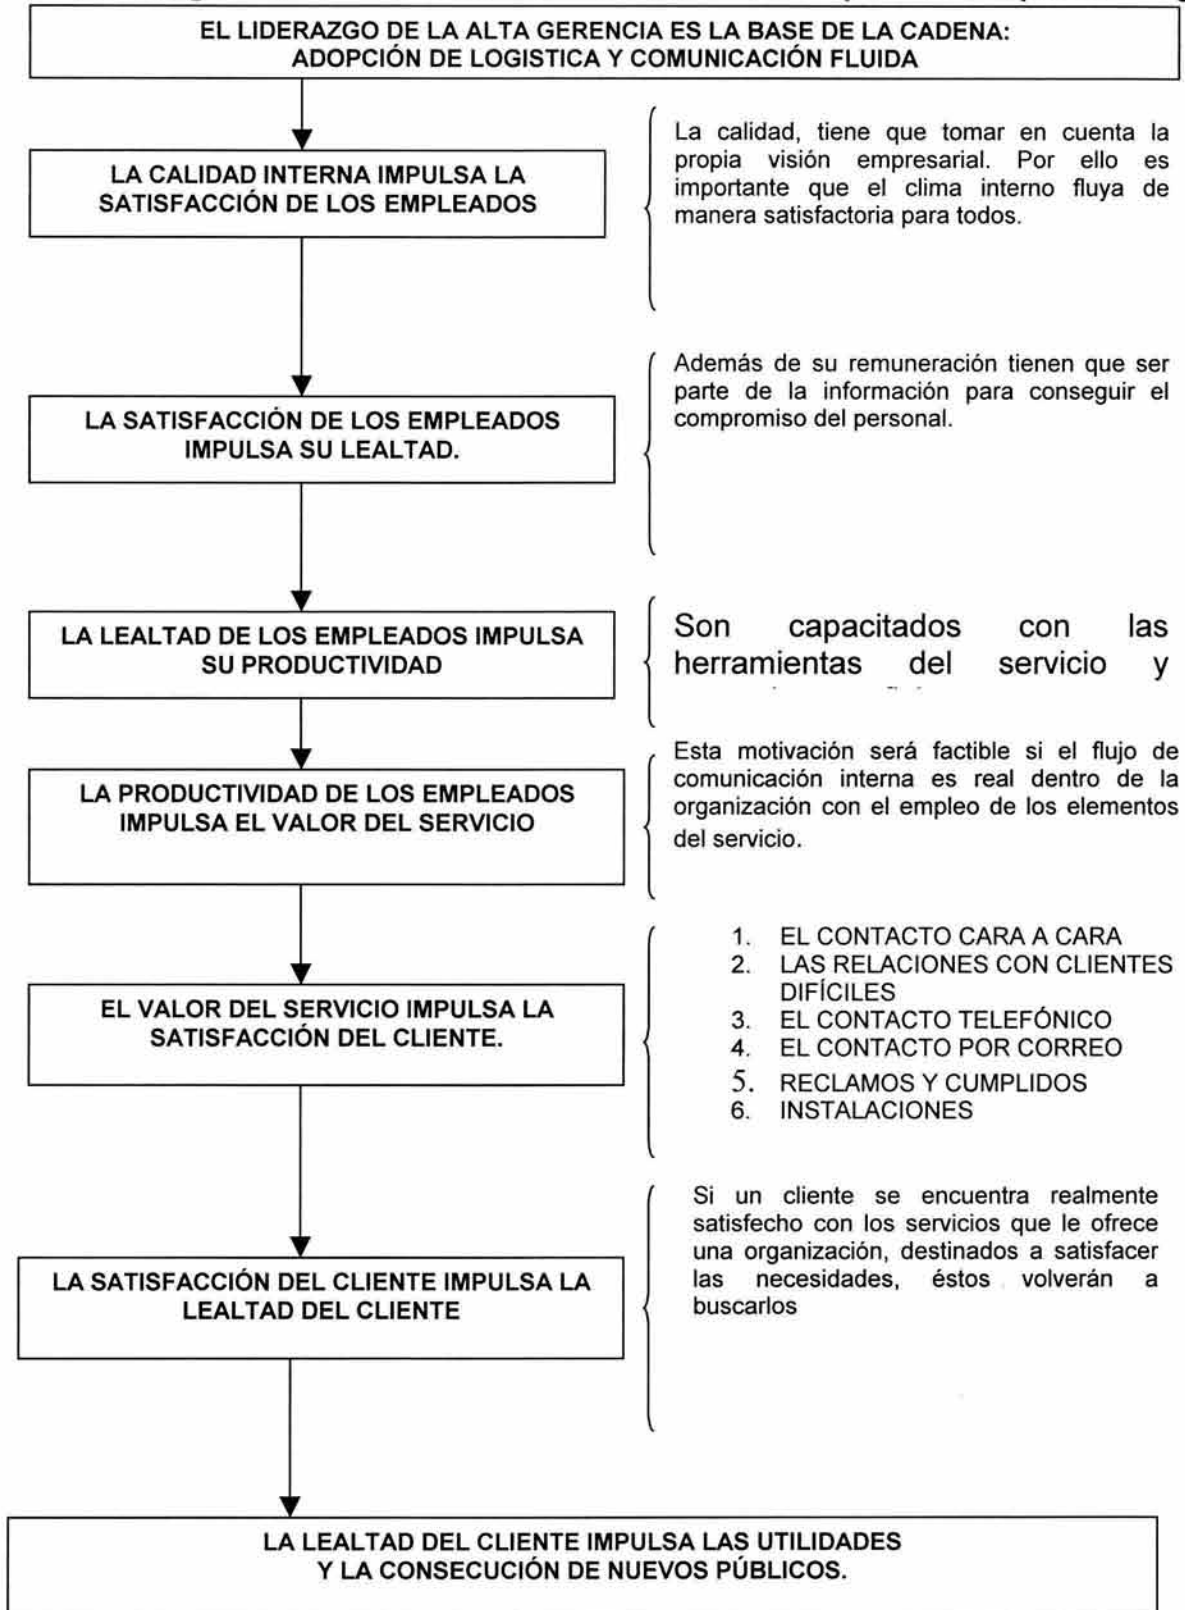 EL LIDERAZGO DE LA ALTA GERENCIA ES LA BASE DE LA CADENA:
ADOPCIÓN DE LOGISTICA Y COMUNICACIÓN FLUIDA
LA CALIDAD INTERNA IMPULSA LA
SATISFACCIÓN DE LOS EMPLEADOS
La calidad, tiene que tomar en cuenta la
propia visión empresarial. Por ello es
importante que el clima interno fluya de
manera satisfactoria para todos.
LA SATISFACCIÓN DE LOS EMPLEADOS
IMPULSA SU LEALTAD.
Además de su remuneración tienen que ser
parte de la información para conseguir el
compromiso del personal.
LA LEALTAD DE LOS EMPLEADOS IMPULSA
SU PRODUCTIVIDAD
Son capacitados con las
herramientas del servicio y
LA PRODUCTIVIDAD DE LOS EMPLEADOS
IMPULSA EL VALOR DEL SERVICIO
Esta motivación será factible si el flujo de
comunicación interna es real dentro de la
organización con el empleo de los elementos
del servicio.
EL VALOR DEL SERVICIO IMPULSA LA
SATISFACCIÓN DEL CLIENTE.
1. EL CONTACTO CARA A CARA
2. LAS RELACIONES CON CLIENTES
DIFÍCILES
3. EL CONTACTO TELEFÓNICO
4. EL CONTACTO POR CORREO
5. RECLAMOS Y CUMPLIDOS
6. INSTALACIONES
LA SATISFACCIÓN DEL CLIENTE IMPULSA LA
LEALTAD DEL CLIENTE
Si un cliente se encuentra realmente
satisfecho con los servicios que le ofrece
una organización, destinados a satisfacer
las necesidades, éstos volverán a
buscarlos
LA LEALTAD DEL CLIENTE IMPULSA LAS UTILIDADES
Y LA CONSECUCIÓN DE NUEVOS PÚBLICOS.